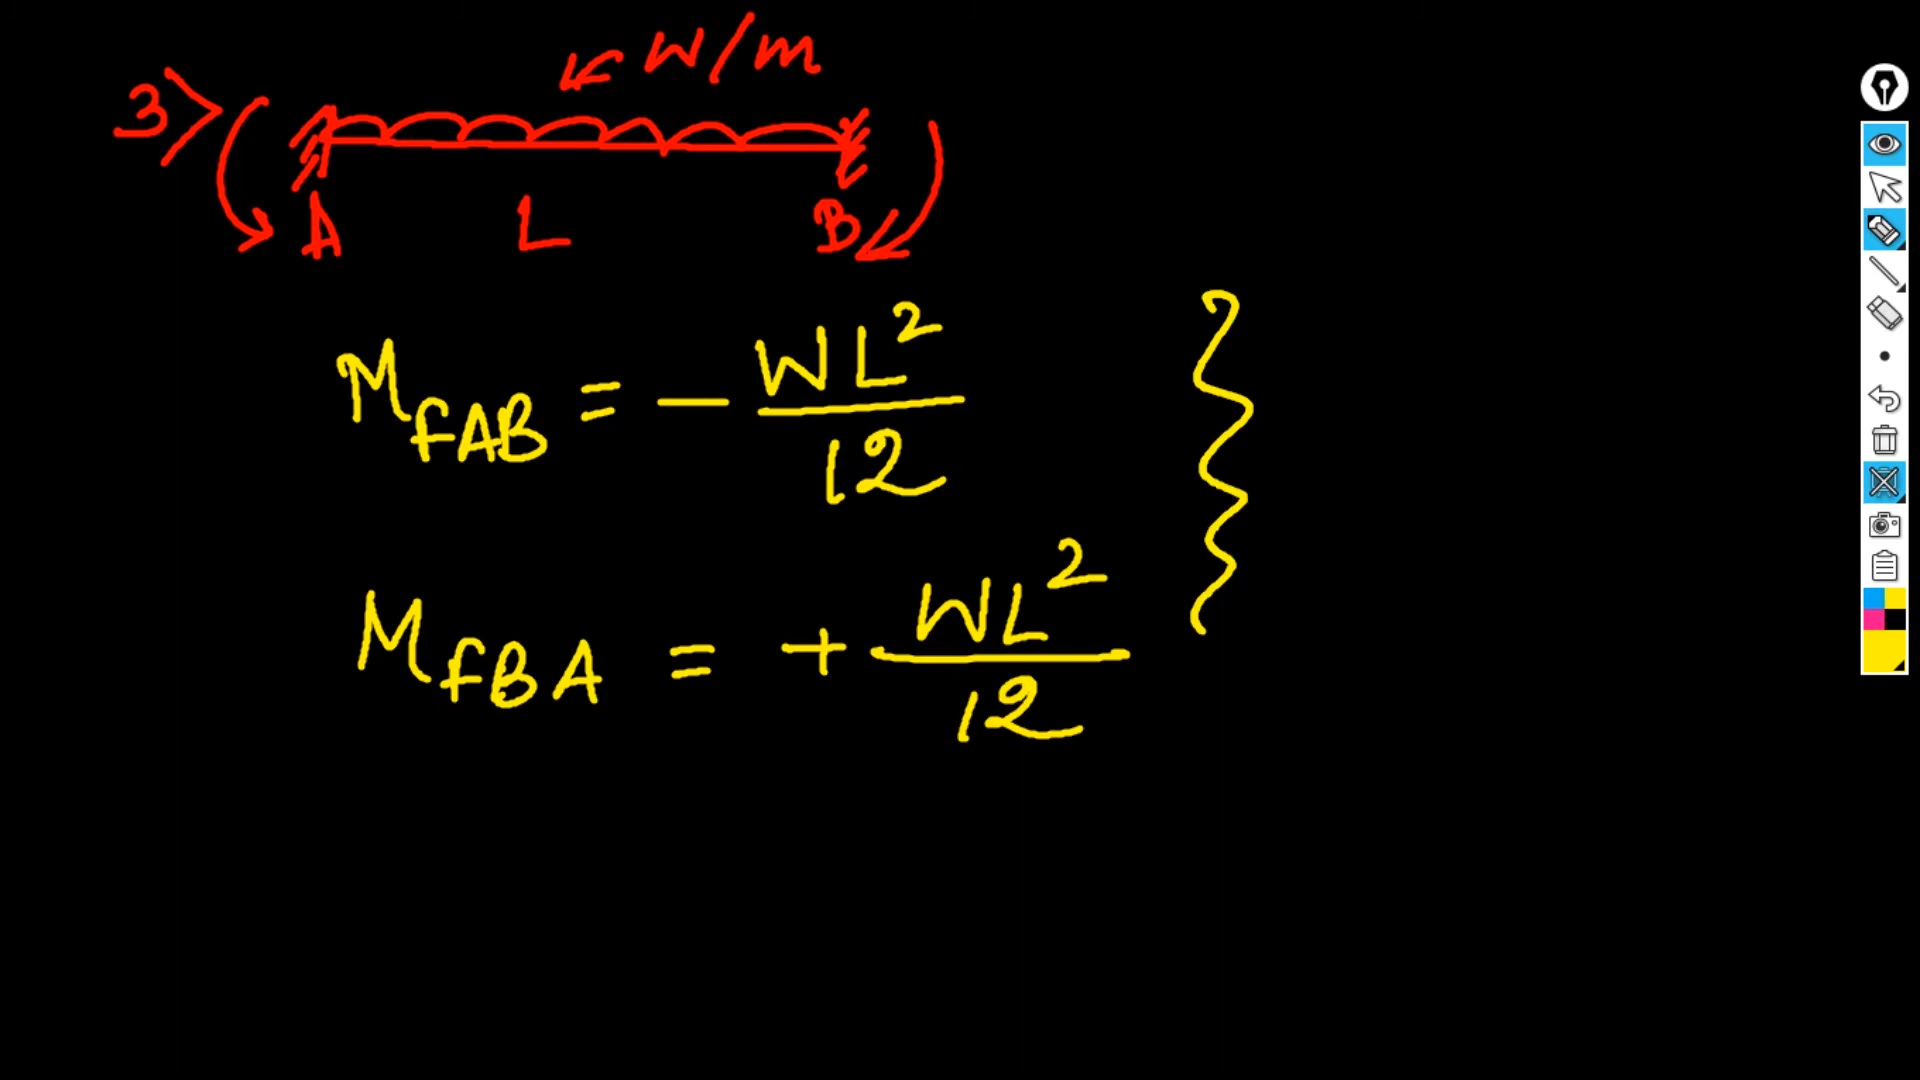 3> W/m
A L B
MfAB = - WL²/12
MfBA = + WL²/12